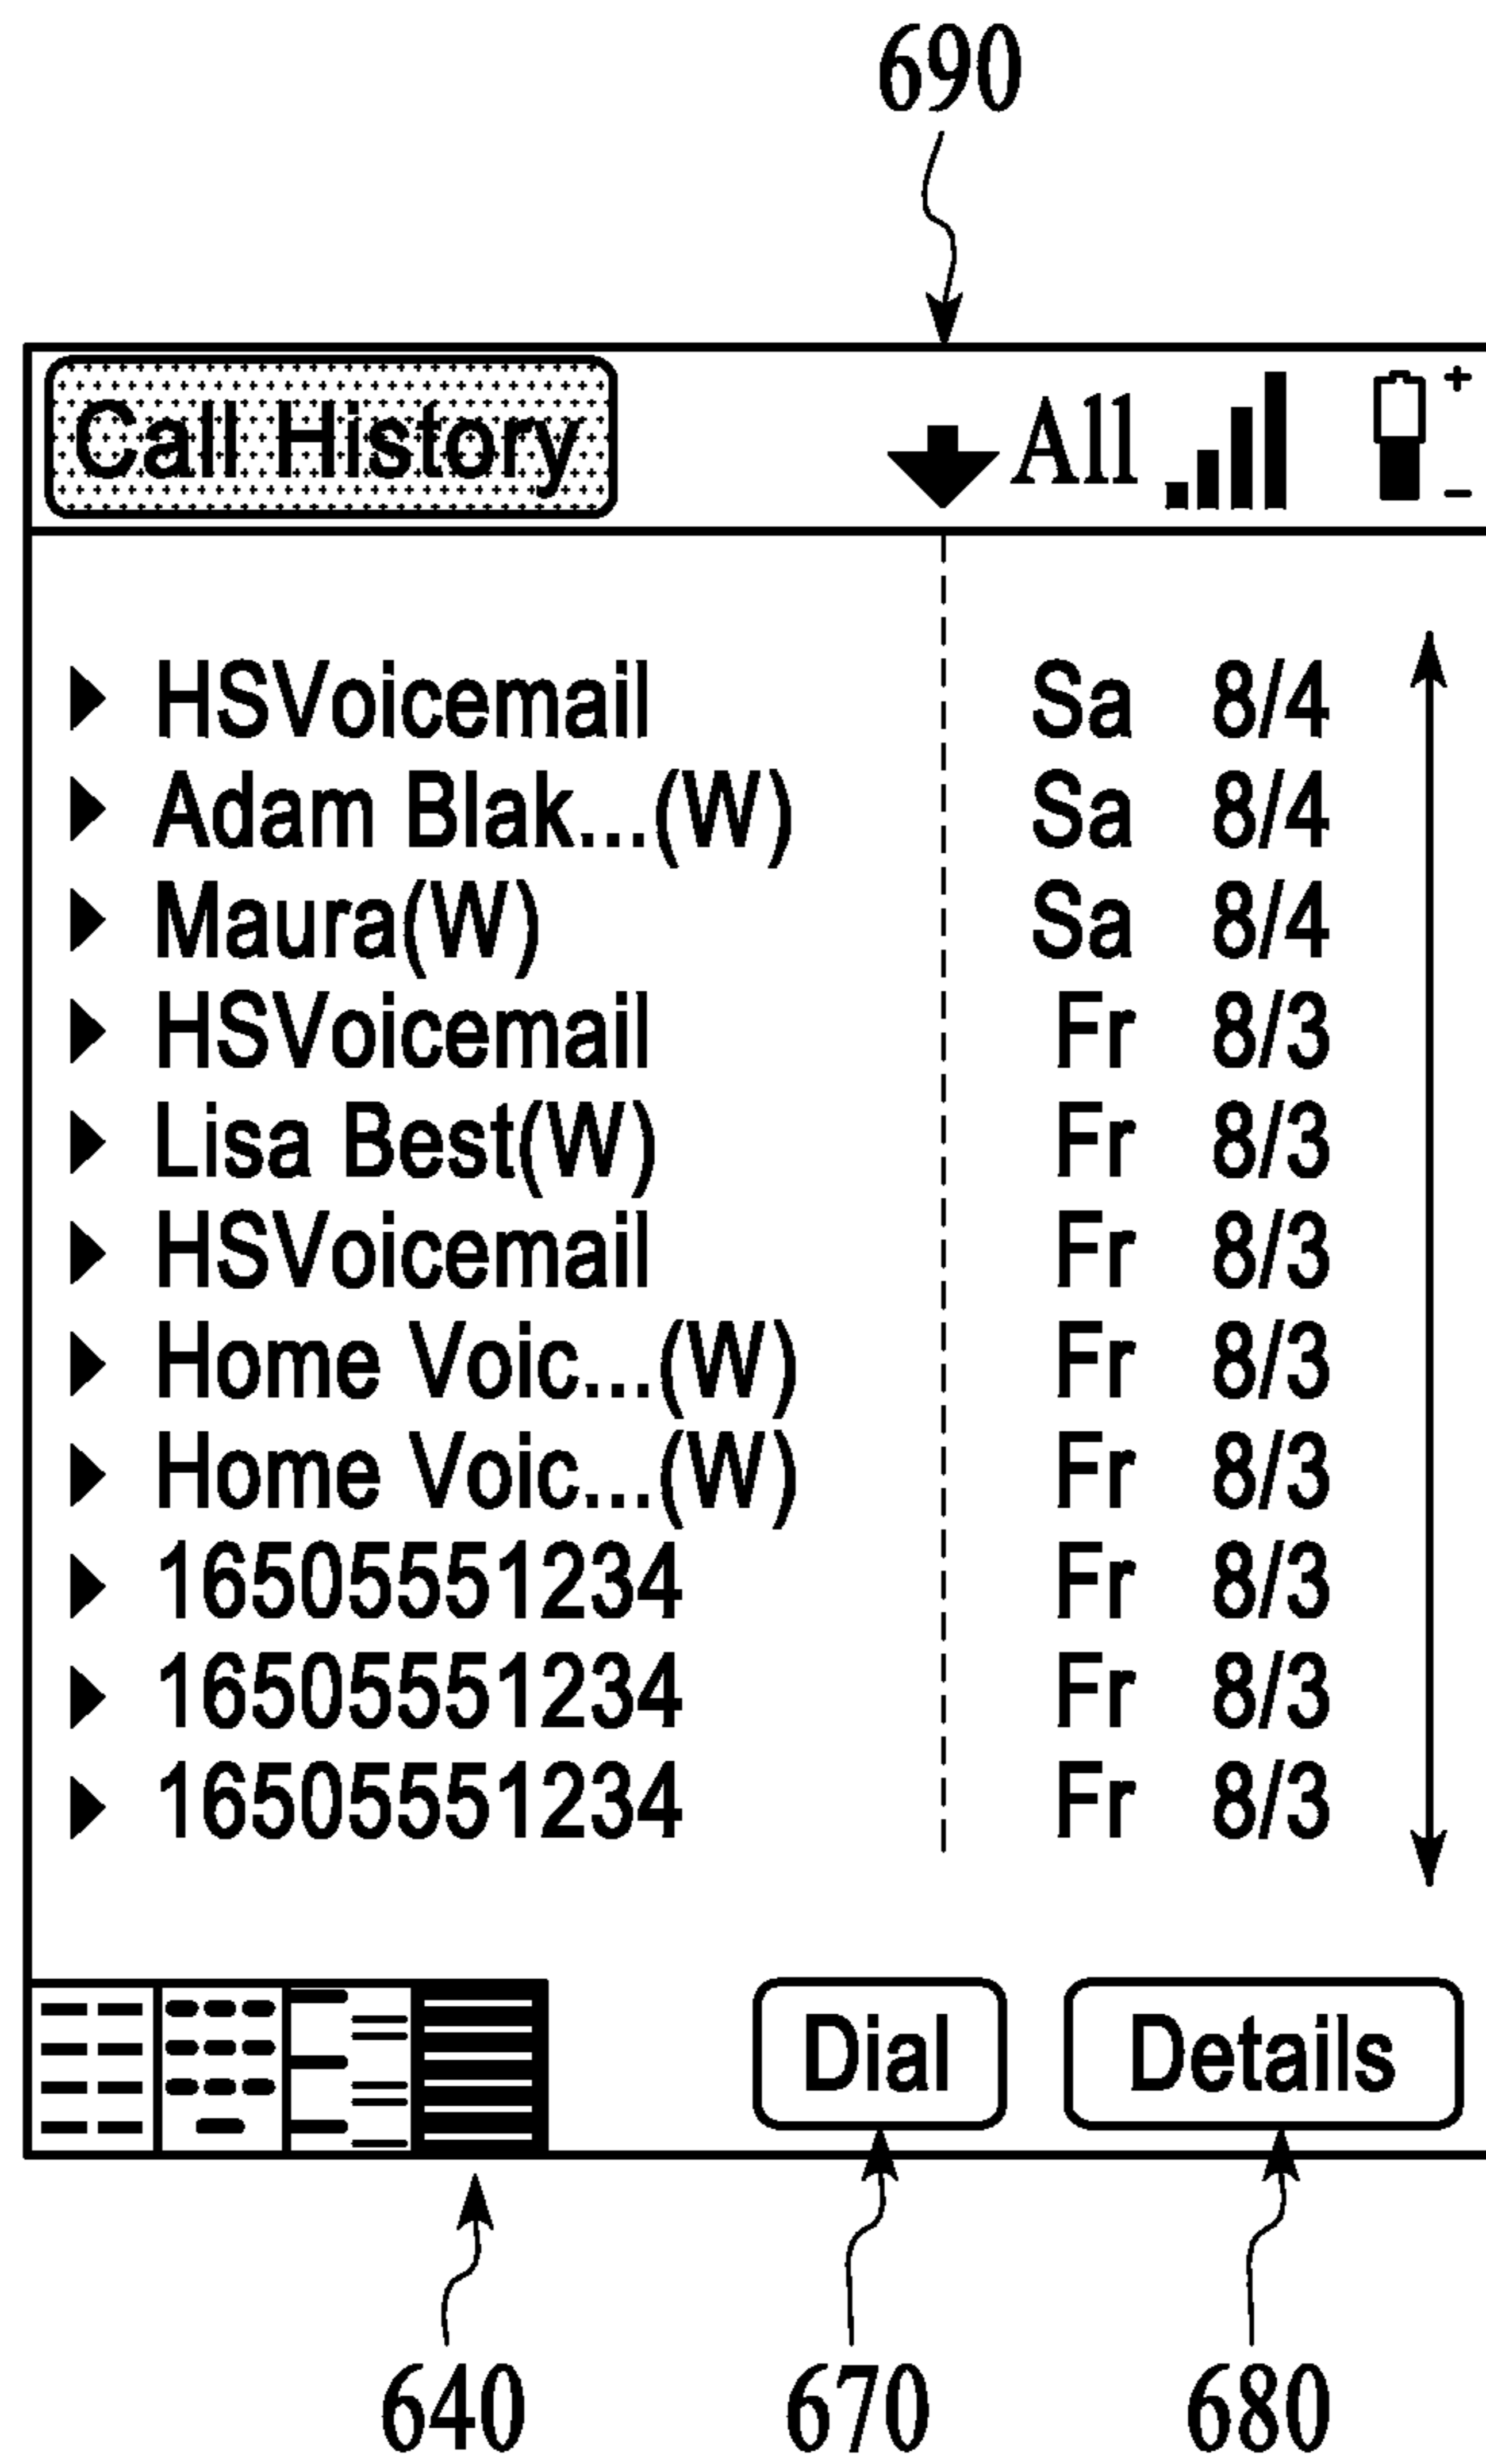 690
Call History All
HSVoicemail Sa 8/4
Adam Blak...(W) Sa 8/4
Maura(W) Sa 8/4
HSVoicemail Fr 8/3
Lisa Best(W) Fr 8/3
HSVoicemail Fr 8/3
Home Voic...(W) Fr 8/3
Home Voic...(W) Fr 8/3
16505551234 Fr 8/3
16505551234 Fr 8/3
16505551234 Fr 8/3
Dial Details
640 670 680